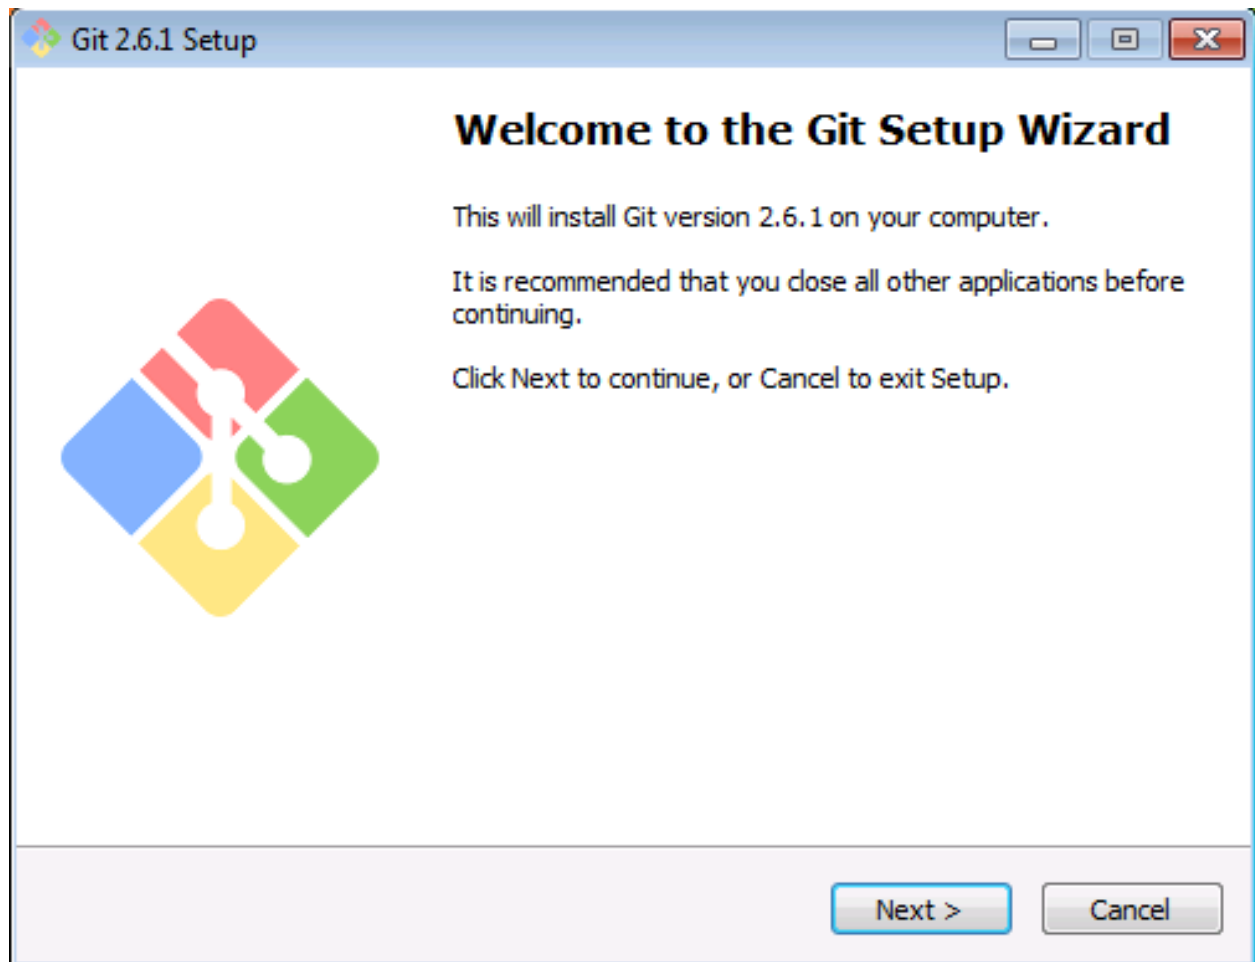 Git 2.6.1 Setup
Welcome to the Git Setup Wizard
This will install Git version 2.6.1 on your computer.
It is recommended that you close all other applications before
continuing.
Click Next to continue, or Cancel to exit Setup.
Next >
Cancel